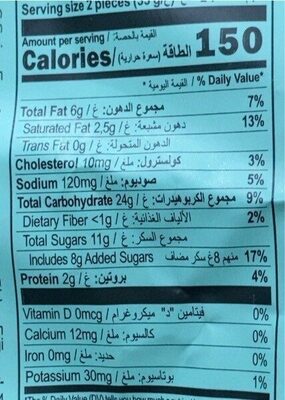 Serving size 2 pieces (35
Amount per serving / القيمة بالحصة:
Calories/ الطاقة (سعرة حرارية) 150
% Daily Value* / القيمة اليومية *
Total Fat 6g / مجموع الدهون: غ 7%
Saturated Fat 2,5g / دهون مشبعة: غ 13%
Trans Fat 0g / الدهون المتحولة: غ
Cholesterol 10mg / كولسترول: ملغ 3%
Sodium 120mg / صوديوم: ملغ 5%
Total Carbohydrate 24g / مجموع الكربوهيدرات: غ 9%
Dietary Fiber <1g / الألياف الغذائية: غ 2%
Total Sugars 11g / مجموع السكر: غ
Includes 8g Added Sugars منهم 8غ سكر مضاف 17%
Protein 2g / بروتين: غ 4%
Vitamin D 0mcg / فيتامين "د" ميكروغرام 0%
Calcium 12mg / كالسيوم: ملغ 0%
Iron 0mg / حديد: ملغ 0%
Potassium 30mg / بوتاسيوم: ملغ 1%
*The % Daily Value (DV) tells you how much